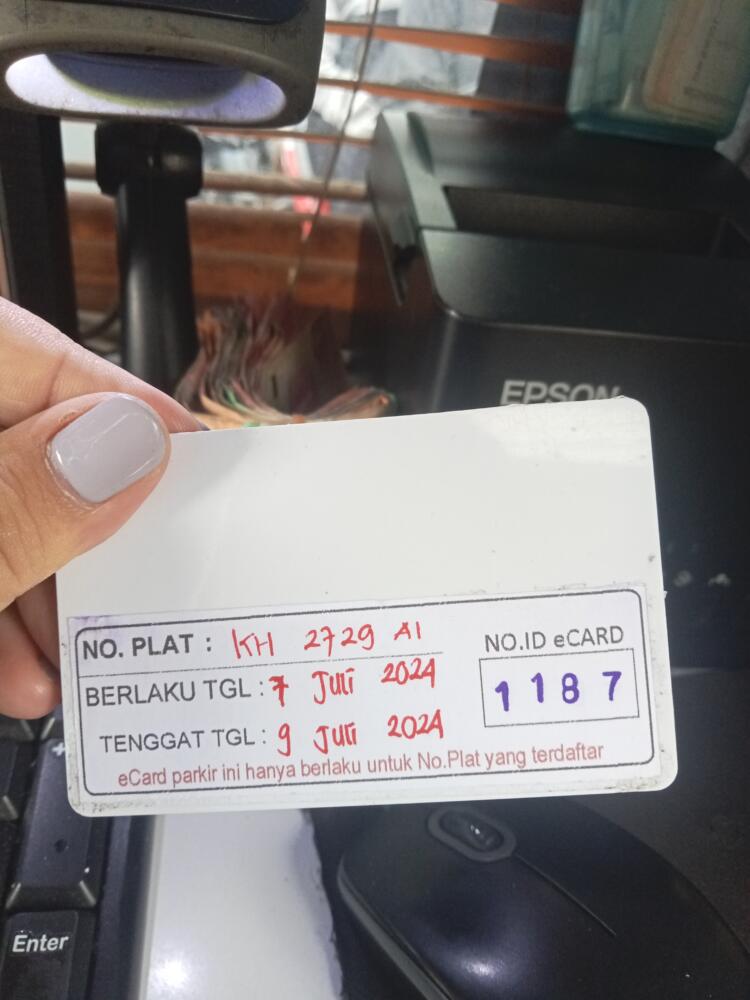 EPSON
NO. PLAT : KH 2729 AI
BERLAKU TGL : 7 Juli 2024
TENGGAT TGL : 9 Juli 2024
NO.ID eCARD
1187
eCard parkir ini hanya berlaku untuk No.Plat yang terdaftar
Enter